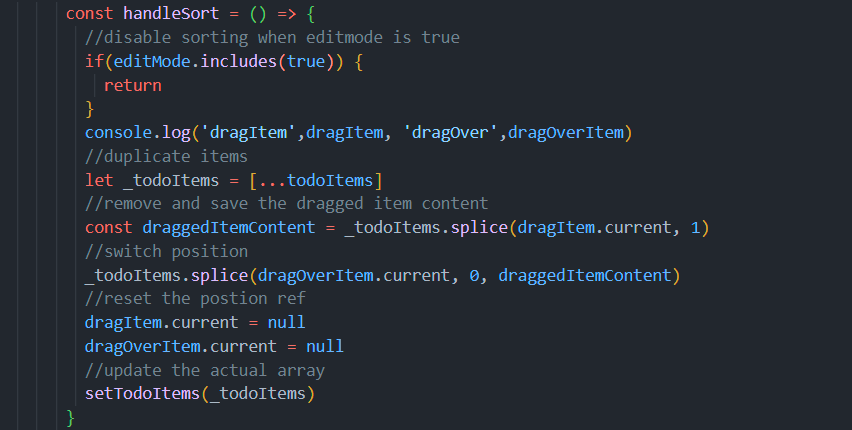 const handleSort = () => {
//disable sorting when editmode is true
if(editMode.includes(true)) {
return
}
console.log('dragItem',dragItem, 'dragOver',dragOverItem)
//duplicate items
let _todoItems = [...todoItems]
//remove and save the dragged item content
const draggedItemContent = _todoItems.splice(dragItem.current, 1)
//switch position
_todoItems.splice(dragOverItem.current, 0, draggedItemContent)
//reset the postion ref
dragItem.current = null
dragOverItem.current = null
//update the actual array
setTodoItems(_todoItems)
}